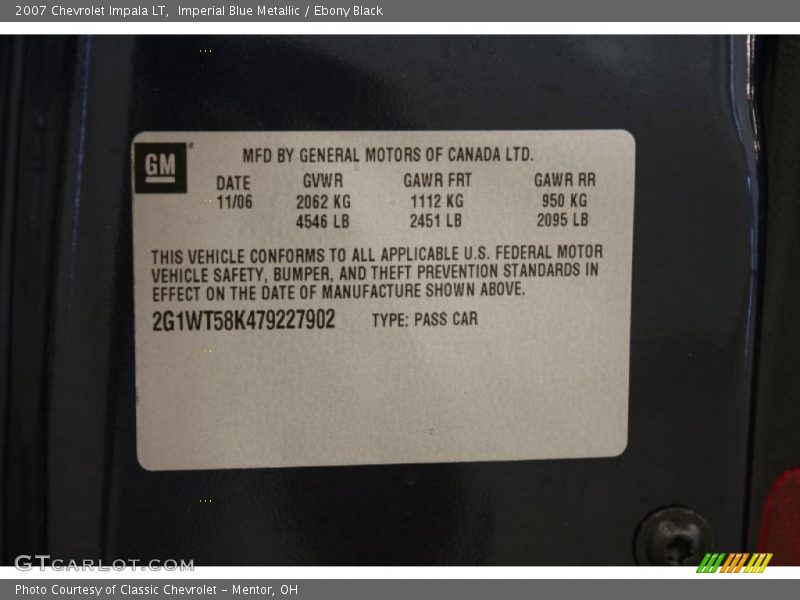 2007 Chevrolet Impala LT,  Imperial Blue Metallic / Ebony Black
GM
MFD BY GENERAL MOTORS OF CANADA LTD.
DATE GVWR GAWR FRT GAWR RR
11/06 2062 KG 1112 KG 950 KG
4546 LB 2451 LB 2095 LB
THIS VEHICLE CONFORMS TO ALL APPLICABLE U.S. FEDERAL MOTOR
VEHICLE SAFETY, BUMPER, AND THEFT PREVENTION STANDARDS IN
EFFECT ON THE DATE OF MANUFACTURE SHOWN ABOVE.
2G1WT58K479227902 TYPE: PASS CAR
GTCARLOT.COM
Photo Courtesy of Classic Chevrolet - Mentor, OH